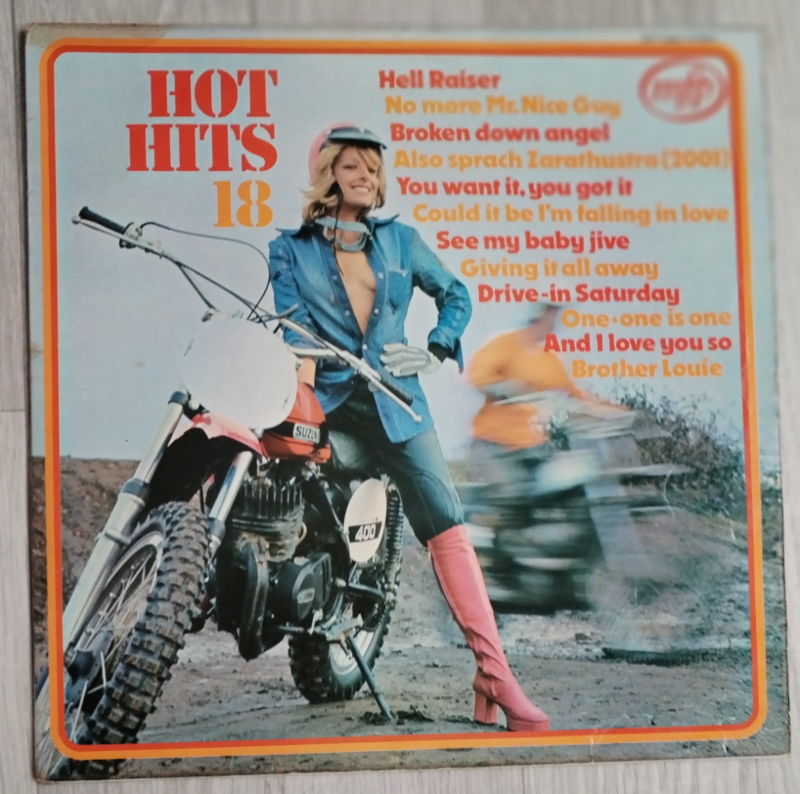 HOT
HITS
18
Hell Raiser
No more Mr. Nice Guy
Broken down angel
Also sprach Zarathustra (2001)
You want it, you got it
Could it be I'm falling in love
See my baby jive
Giving it all away
Drive-in Saturday
One·one is one
And I love you so
Brother Louie
SUZUKI
400